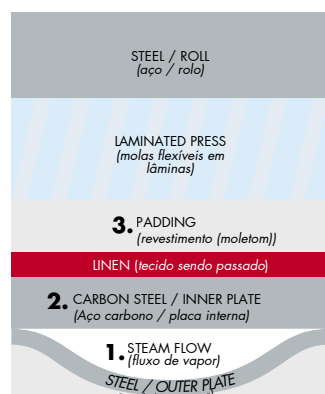 STEEL / ROLL
(aço / rolo)
LAMINATED PRESS
(molas flexíveis em
lâminas)
3. PADDING
(revestimento (moletom))
LINEN (tecido sendo passado)
2. CARBON STEEL / INNER PLATE
(Aço carbono / placa interna)
1. STEAM FLOW
(fluxo de vapor)
STEEL / OUTER PLATE